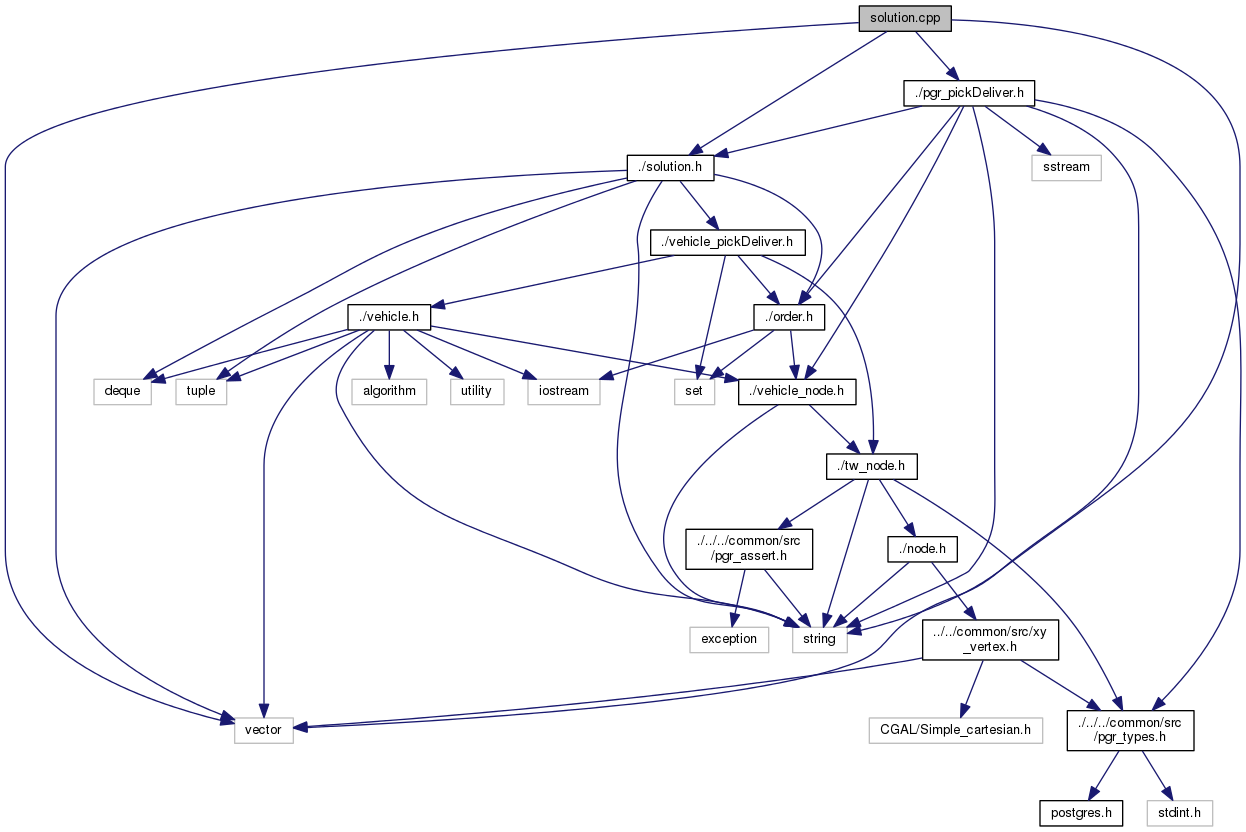 solution.cpp
./pgr_pickDeliver.h
./solution.h
sstream
./vehicle_pickDeliver.h
./vehicle.h
./order.h
deque
tuple
algorithm
utility
iostream
set
./vehicle_node.h
./tw_node.h
./../../common/src
/pgr_assert.h
./node.h
exception
string
../../common/src/xy
_vertex.h
vector
CGAL/Simple_cartesian.h
./../../common/src
/pgr_types.h
postgres.h
stdint.h